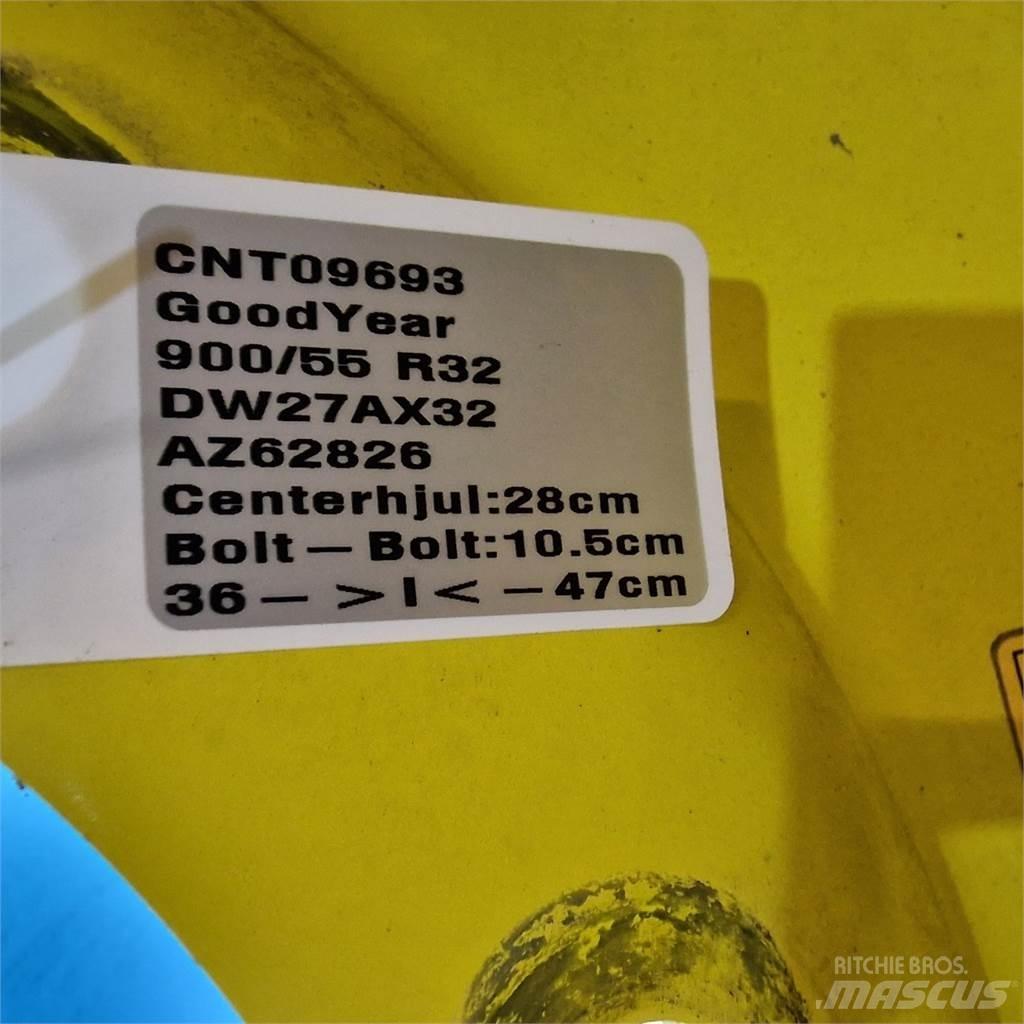 CNT09693
GoodYear
900/55 R32
DW27AX32
AZ62826
Centerhjul:28cm
Bolt – Bolt:10.5cm
36 – >I< – 47cm
RITCHIE BROS.
.MASCUS